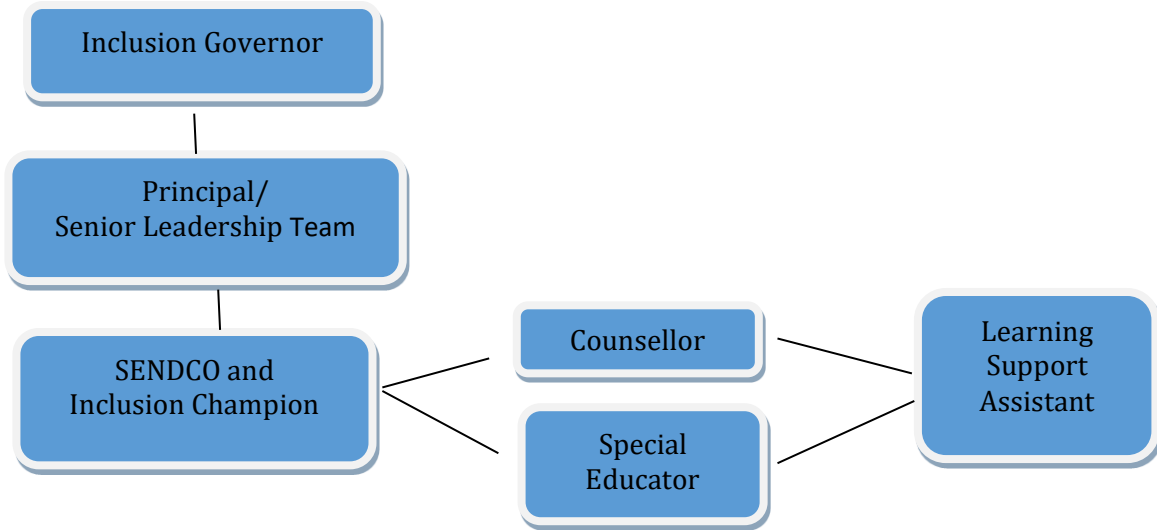 Inclusion Governor
Principal/
Senior Leadership Team
SENDCO and
Inclusion Champion
Counsellor
Special
Educator
Learning
Support
Assistant